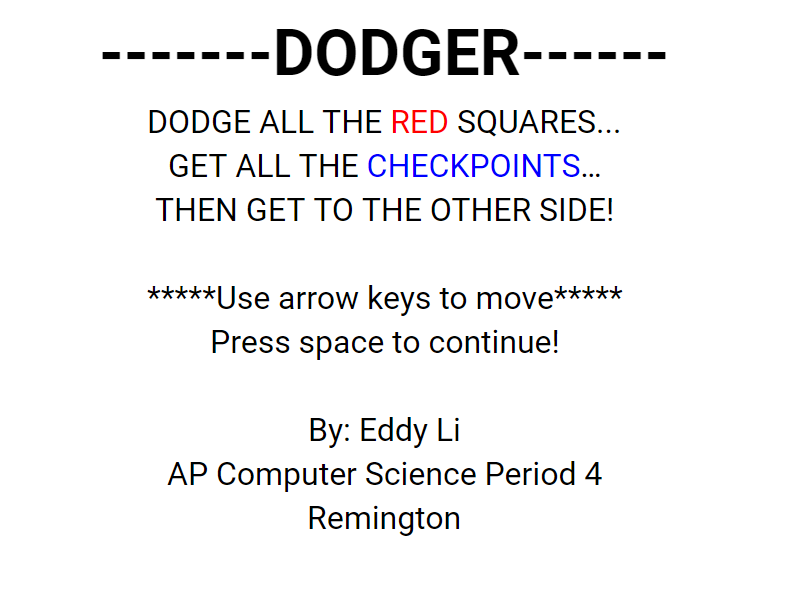 -------DODGER------
DODGE ALL THE RED SQUARES...
GET ALL THE CHECKPOINTS…
THEN GET TO THE OTHER SIDE!
*****Use arrow keys to move*****
Press space to continue!
By: Eddy Li
AP Computer Science Period 4
Remington